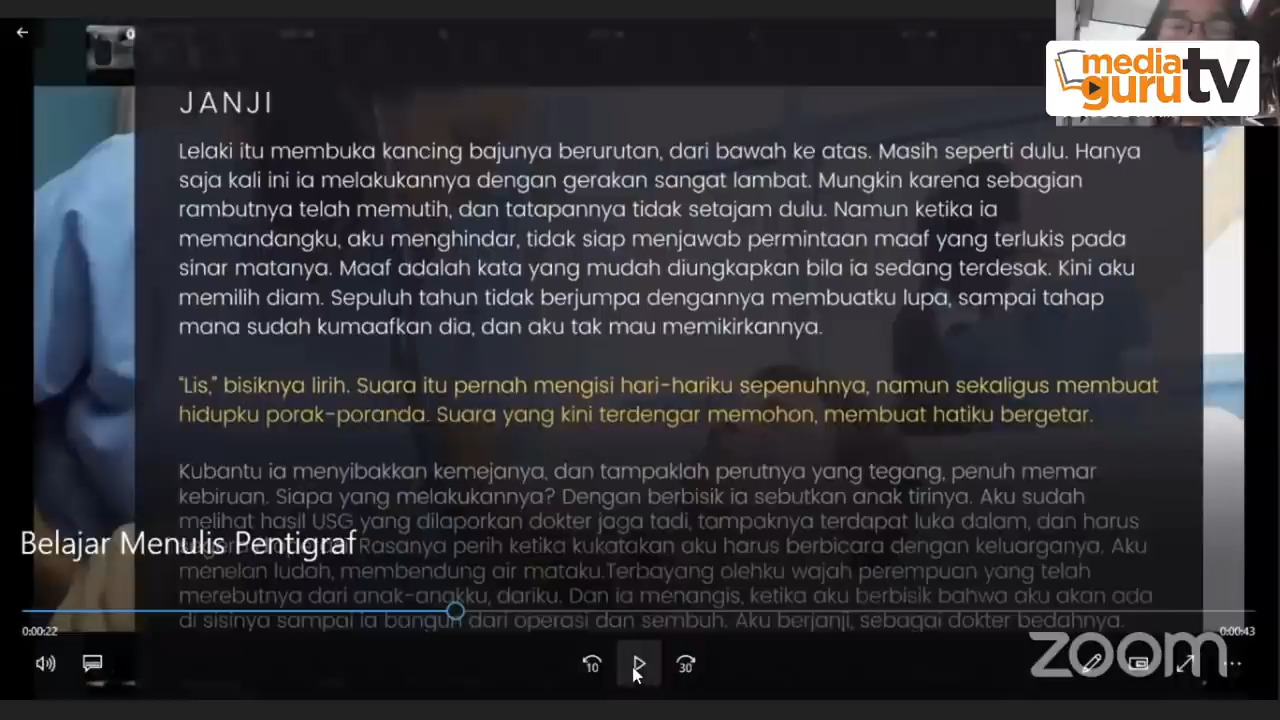 media
guru tv
JANJI
Lelaki itu membuka kancing bajunya berurutan, dari bawah ke atas. Masih seperti dulu. Hanya
saja kali ini ia melakukannya dengan gerakan sangat lambat. Mungkin karena sebagian
rambutnya telah memutih, dan tatapannya tidak setajam dulu. Namun ketika ia
memandangku, aku menghindar, tidak siap menjawab permintaan maaf yang terlukis pada
sinar matanya. Maaf adalah kata yang mudah diungkapkan bila ia sedang terdesak. Kini aku
memilih diam. Sepuluh tahun tidak berjumpa dengannya membuatku lupa, sampai tahap
mana sudah kumaafkan dia, dan aku tak mau memikirkannya.
"Lis," bisiknya lirih. Suara itu pernah mengisi hari-hariku sepenuhnya, namun sekaligus membuat
hidupku porak-poranda. Suara yang kini terdengar memohon, membuat hatiku bergetar.
Kubantu ia menyibakkan kemejanya, dan tampaklah perutnya yang tegang, penuh memar
kebiruan. Siapa yang melakukannya? Dengan berbisik ia sebutkan anak tirinya. Aku sudah
melihat hasil USG yang dilaporkan dokter jaga tadi, tampaknya terdapat luka dalam, dan harus
Rasanya perih ketika kukatakan aku harus berbicara dengan keluarganya. Aku
menelan ludah, membendung air mataku.Terbayang olehku wajah perempuan yang telah
merebutnya dari anak-anakku, dariku. Dan ia menangis, ketika aku berbisik bahwa aku akan ada
di sisinya sampai ia bangun dari operasi dan sembuh. Aku berjanji, sebagai dokter bedahnya.
Belajar Menulis Pentigraf
0:00:22
0:00:43
10
30
zoom